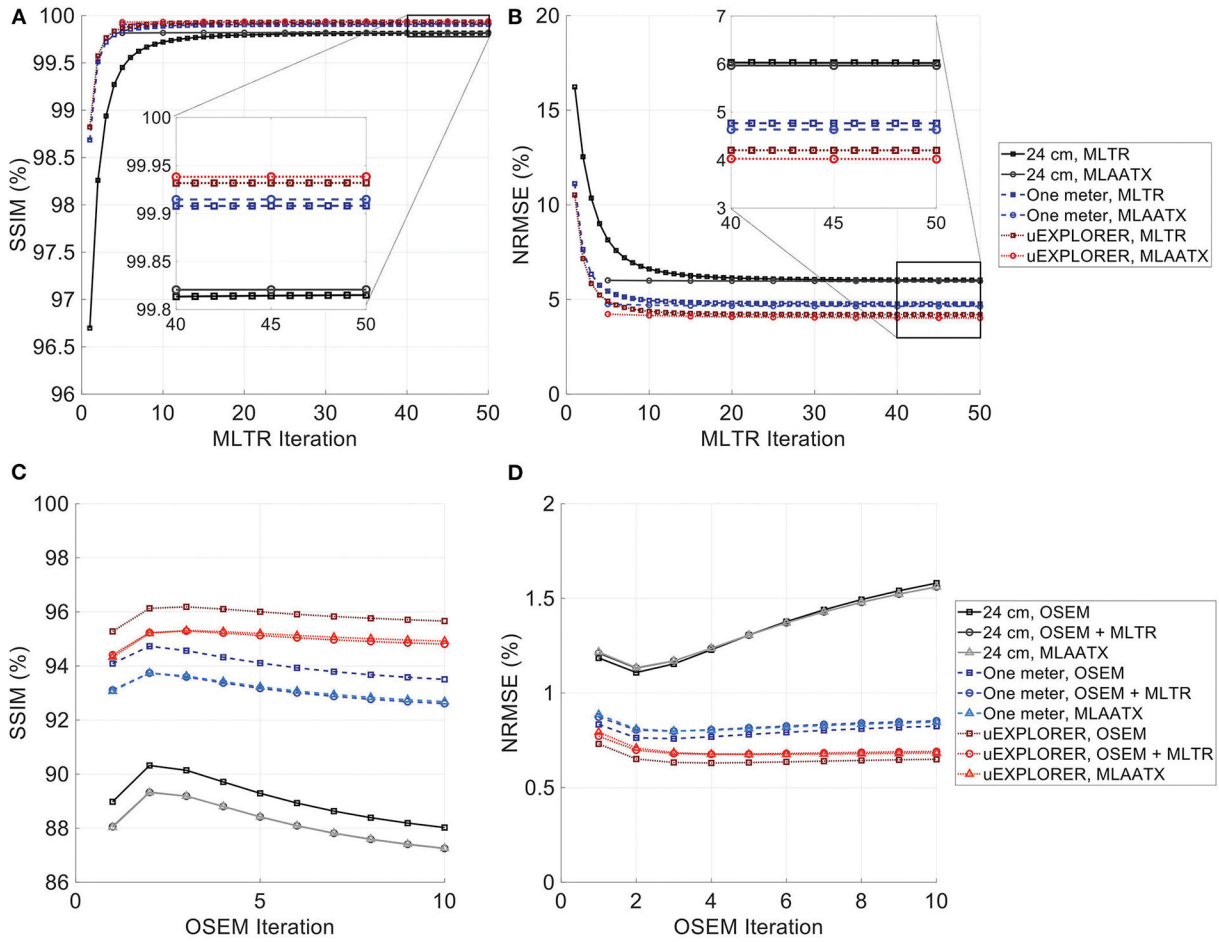 A
SSIM (%)
100
99.5
99
98.5
98
97.5
97
96.5
96
0
10
20
30
40
50
MLTR Iteration
100
99.95
99.9
99.85
99.8
40
45
50
B
NRMSE (%)
20
15
10
5
0
0
10
20
30
40
50
MLTR Iteration
7
6
5
4
3
40
45
50
24 cm, MLTR
24 cm, MLAATX
One meter, MLTR
One meter, MLAATX
uEXPLORER, MLTR
uEXPLORER, MLAATX
C
SSIM (%)
100
98
96
94
92
90
88
86
0
5
10
OSEM Iteration
D
NRMSE (%)
2
1.5
1
0.5
0
0
2
4
6
8
10
OSEM Iteration
24 cm, OSEM
24 cm, OSEM + MLTR
24 cm, MLAATX
One meter, OSEM
One meter, OSEM + MLTR
One meter, MLAATX
uEXPLORER, OSEM
uEXPLORER, OSEM + MLTR
uEXPLORER, MLAATX